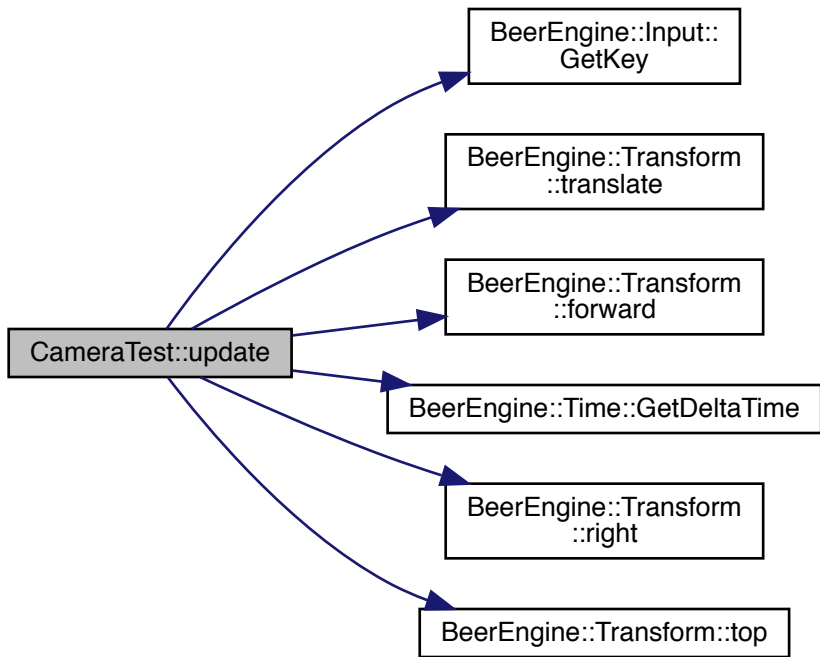 BeerEngine::Input::
GetKey
BeerEngine::Transform
::translate
BeerEngine::Transform
::forward
CameraTest::update
BeerEngine::Time::GetDeltaTime
BeerEngine::Transform
::right
BeerEngine::Transform::top